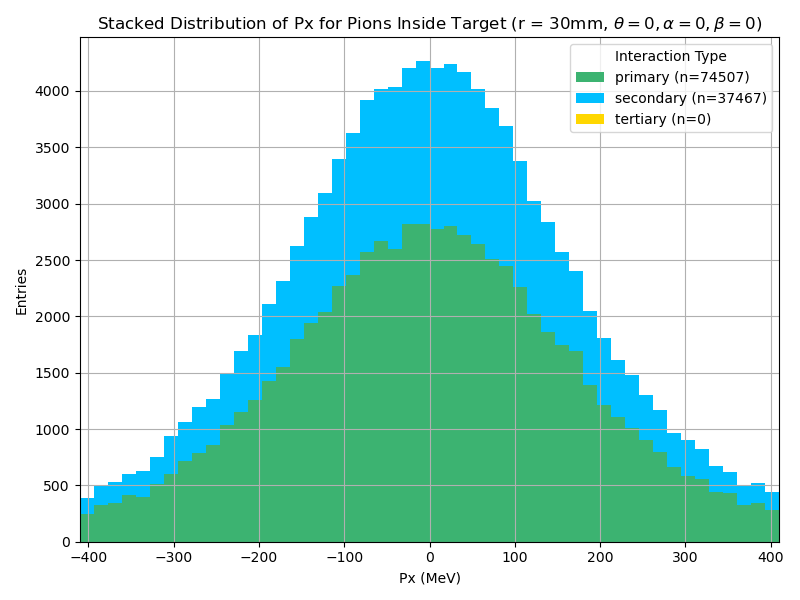 Stacked Distribution of Px for Pions Inside Target (r = 30mm, θ = 0, α = 0, β = 0)
Interaction Type
primary (n=74507)
secondary (n=37467)
tertiary (n=0)
Entries
4000
3500
3000
2500
2000
1500
1000
500
0
−400 −300 −200 −100 0 100 200 300 400
Px (MeV)